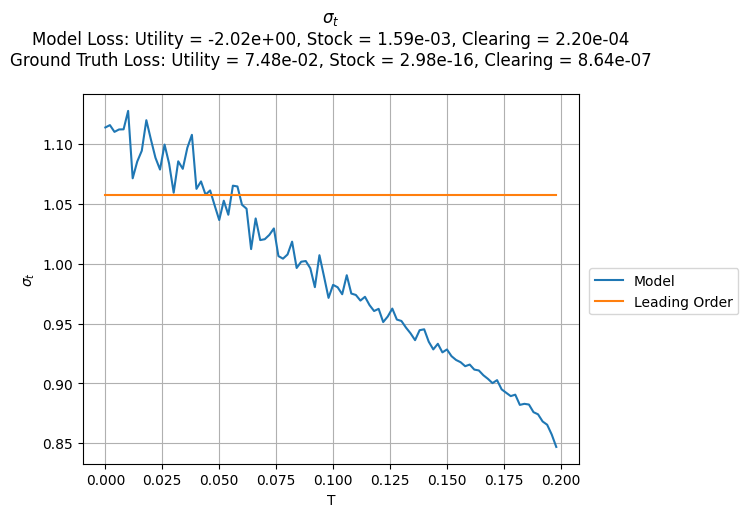 σₜ
Model Loss: Utility = -2.02e+00, Stock = 1.59e-03, Clearing = 2.20e-04
Ground Truth Loss: Utility = 7.48e-02, Stock = 2.98e-16, Clearing = 8.64e-07
1.10
1.05
1.00
0.95
0.90
0.85
σₜ
Model
Leading Order
0.000 0.025 0.050 0.075 0.100 0.125 0.150 0.175 0.200
T